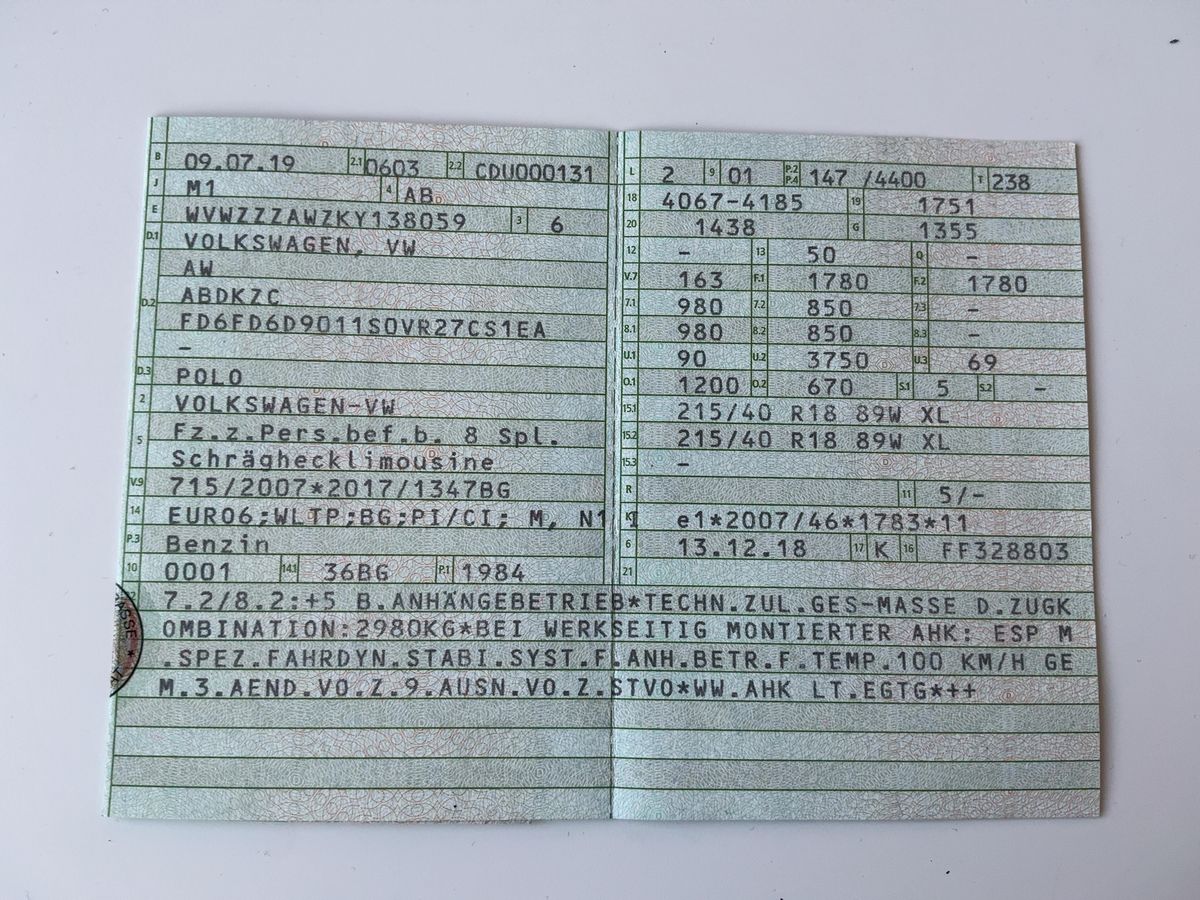 B 09.07.19 2.1 0603 2.2 CDU000131
J M1 4 AB
E WVWZZZAWZKY138059 3 6
D.1 VOLKSWAGEN, VW
AW
D.2 ABDKZC
FD6FD6D9011SOVR27CS1EA
–
D.3 POLO
2 VOLKSWAGEN-VW
5 Fz.z.Pers.bef.b. 8 Spl.
Schräghecklimousine
V.9 715/2007*2017/1347BG
14 EURO6;WLTP;BG;PI/CI; M, N1
P.3 Benzin
10 0001 14.1 36BG P.1 1984
L 2 9 01 P.2 P.4 147 /4400 T 238
18 4067-4185 19 1751
20 1438 G 1355
12 – 13 50 Q –
V.7 163 F.1 1780 F.2 1780
7.1 980 7.2 850 7.3 –
8.1 980 8.2 850 8.3 –
U.1 90 U.2 3750 U.3 69
O.1 1200 O.2 670 S.1 5 S.2 –
15.1 215/40 R18 89W XL
15.2 215/40 R18 89W XL
15.3 –
R 11 5/-
K e1*2007/46*1783*11
6 13.12.18 17 K 16 FF328803
21
7.2/8.2:+5 B.ANHÄNGEBETRIEB*TECHN.ZUL.GES-MASSE D.ZUGK
OMBINATION:2980KG*BEI WERKSEITIG MONTIERTER AHK: ESP M
.SPEZ.FAHRDYN.STABI.SYST.F.ANH.BETR.F.TEMP.100 KM/H GE
M.3.AEND.VO.Z.9.AUSN.VO.Z.STVO*WW.AHK LT.EGTG*++